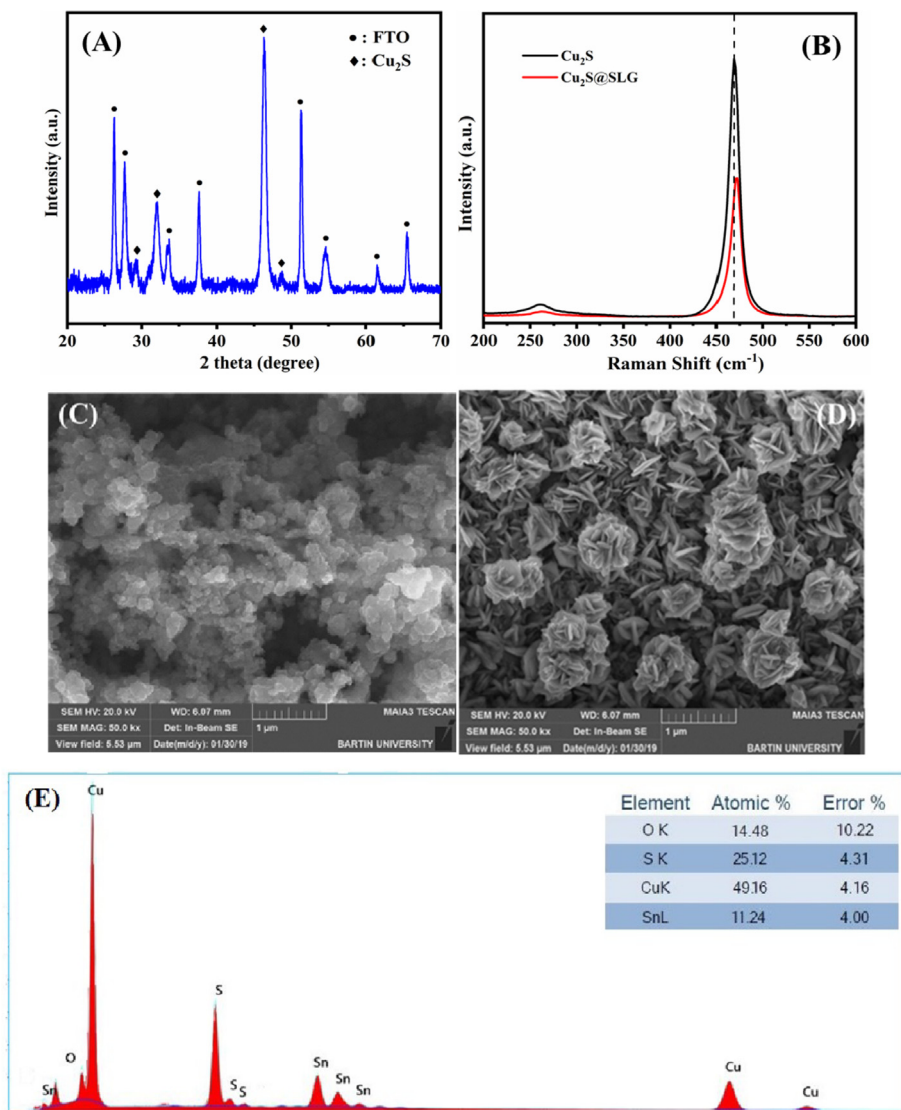 (A)
● : FTO
◆ : Cu₂S
Intensity (a.u.)
20 30 40 50 60 70
2 theta (degree)
(B)
Cu₂S
Cu₂S@SLG
Intensity (a.u.)
200 250 300 350 400 450 500 550 600
Raman Shift (cm⁻¹)
(C)
SEM HV: 20.0 kV WD: 6.07 mm MAIA3 TESCAN
SEM MAG: 50.0 kx Det: In-Beam SE 1 µm
View field: 5.53 µm Date(m/d/y): 01/30/19 BARTIN UNIVERSITY
(D)
SEM HV: 20.0 kV WD: 6.07 mm MAIA3 TESCAN
SEM MAG: 50.0 kx Det: In-Beam SE 1 µm
View field: 5.53 µm Date(m/d/y): 01/30/19 BARTIN UNIVERSITY
(E)
Element Atomic % Error %
O K 14.48 10.22
S K 25.12 4.31
CuK 49.16 4.16
SnL 11.24 4.00
Cu
S
O
Sn
S
S
Sn
Sn
Sn
Cu
Cu